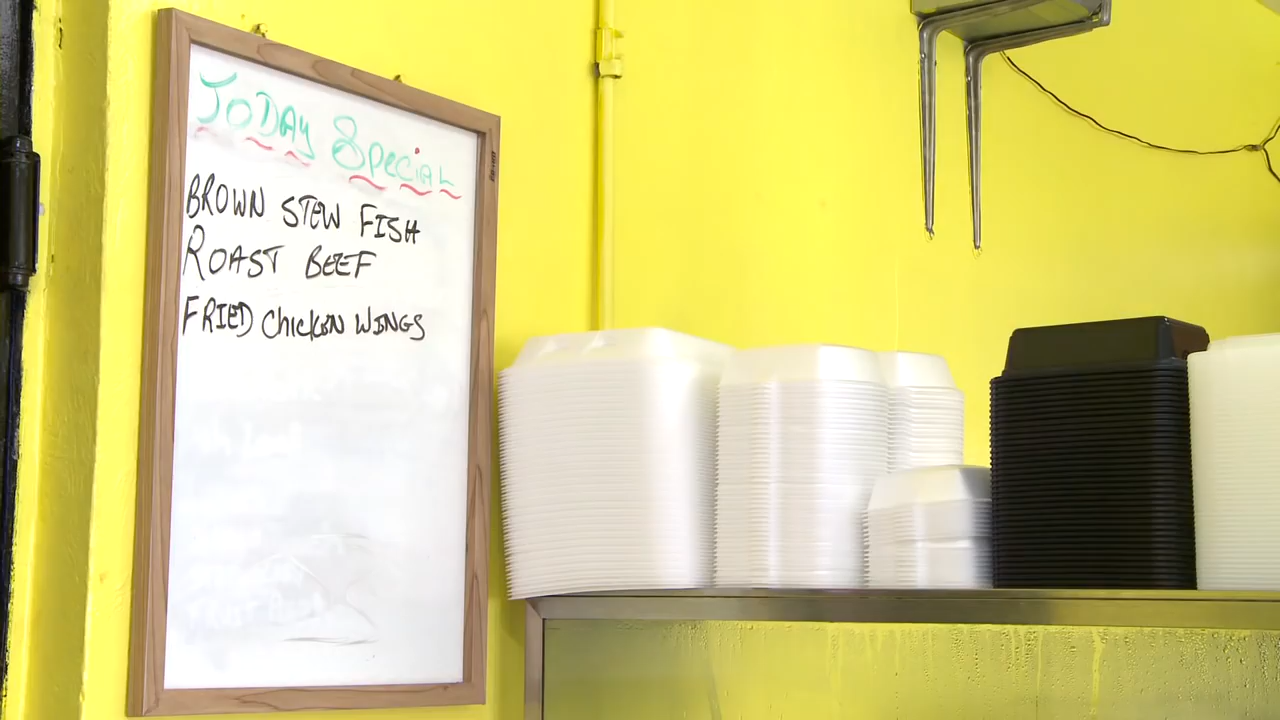 Today Special
BROWN STEW FISH
ROAST BEEF
FRIED Chicken WINGS